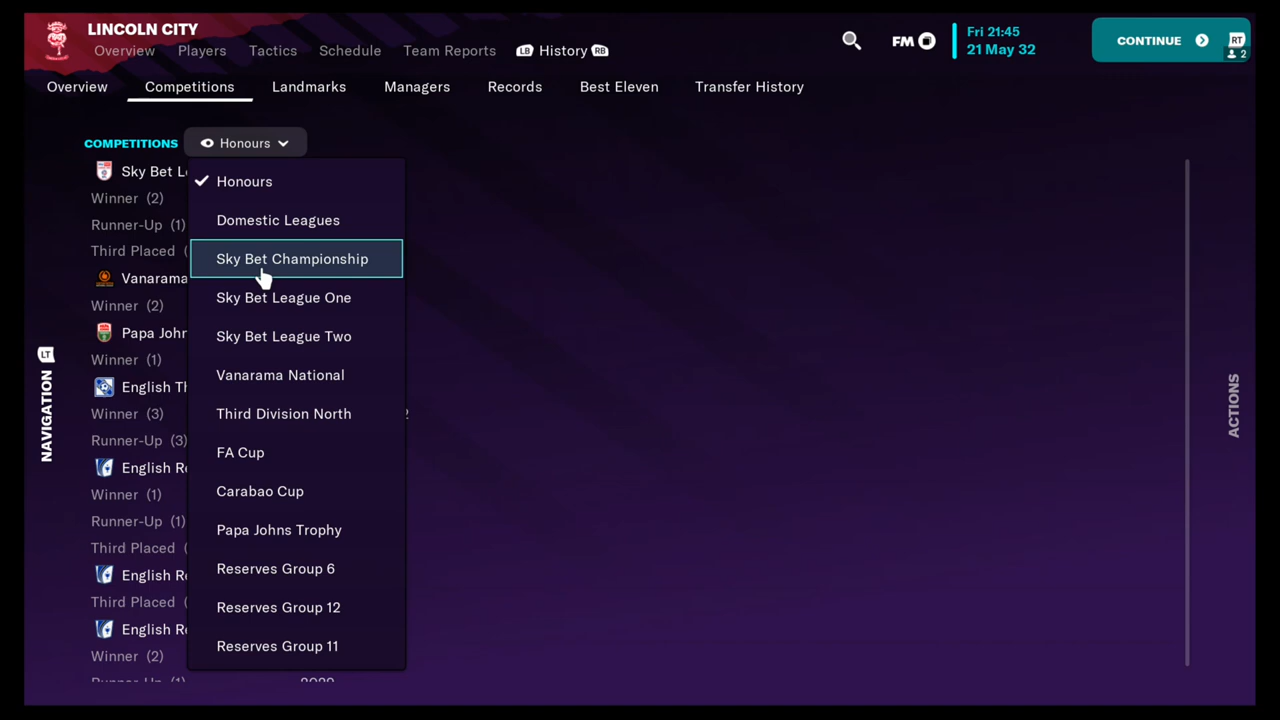 LINCOLN CITY
Overview Players Tactics Schedule Team Reports LB History RB
FM
Fri 21:45
21 May 32
CONTINUE
RT
2
Overview Competitions Landmarks Managers Records Best Eleven Transfer History
COMPETITIONS Honours
Sky Bet L
Winner (2)
Runner-Up (1)
Third Placed (
Vanarama
Winner (2)
Papa John
Winner (1)
English Th
Winner (3)
Runner-Up (3)
English Re
Winner (1)
Runner-Up (1)
Third Placed (
English Re
Third Placed (
English Re
Winner (2)
Honours
Domestic Leagues
Sky Bet Championship
Sky Bet League One
Sky Bet League Two
Vanarama National
Third Division North
FA Cup
Carabao Cup
Papa Johns Trophy
Reserves Group 6
Reserves Group 12
Reserves Group 11
2
LT
NAVIGATION
ACTIONS